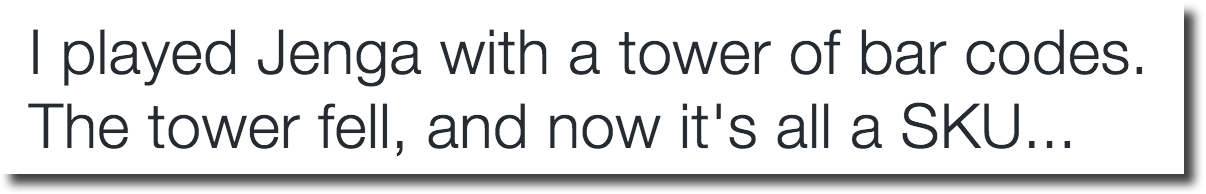 I played Jenga with a tower of bar codes.
The tower fell, and now it's all a SKU...